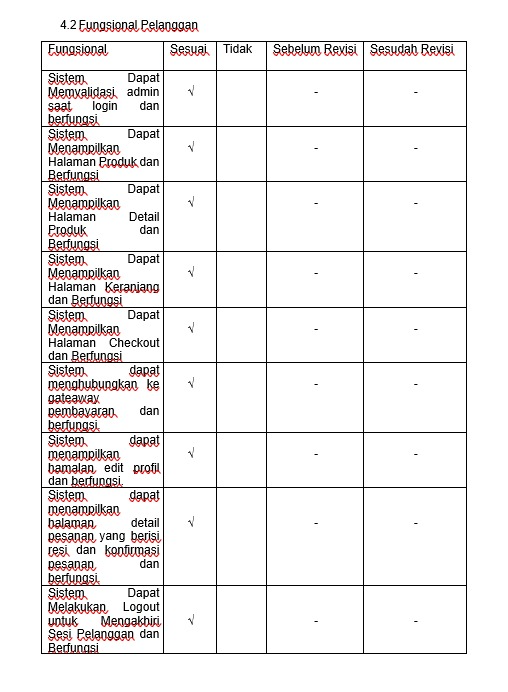 4.2 Fungsional Pelanggan
Fungsional Sesuai Tidak Sebelum Revisi Sesudah Revisi
Sistem Dapat
Memvalidasi admin
saat login dan
berfungsi
√ - -
Sistem Dapat
Menampilkan
Halaman Produk dan
Berfungsi
√ - -
Sistem Dapat
Menampilkan
Halaman Detail
Produk dan
Berfungsi
√ - -
Sistem Dapat
Menampilkan
Halaman Keranjang
dan Berfungsi
√ - -
Sistem Dapat
Menampilkan
Halaman Checkout
dan Berfungsi
√ - -
Sistem dapat
menghubungkan ke
gateaway
pembayaran dan
berfungsi.
√ - -
Sistem dapat
menampilkan
hamalan edit profil
dan berfungsi.
√ - -
Sistem dapat
menampilkan
halaman detail
pesanan yang berisi
resi dan konfirmasi
pesanan dan
berfungsi.
√ - -
Sistem Dapat
Melakukan Logout
untuk Mengakhiri
Sesi Pelanggan dan
Berfungsi
√ - -